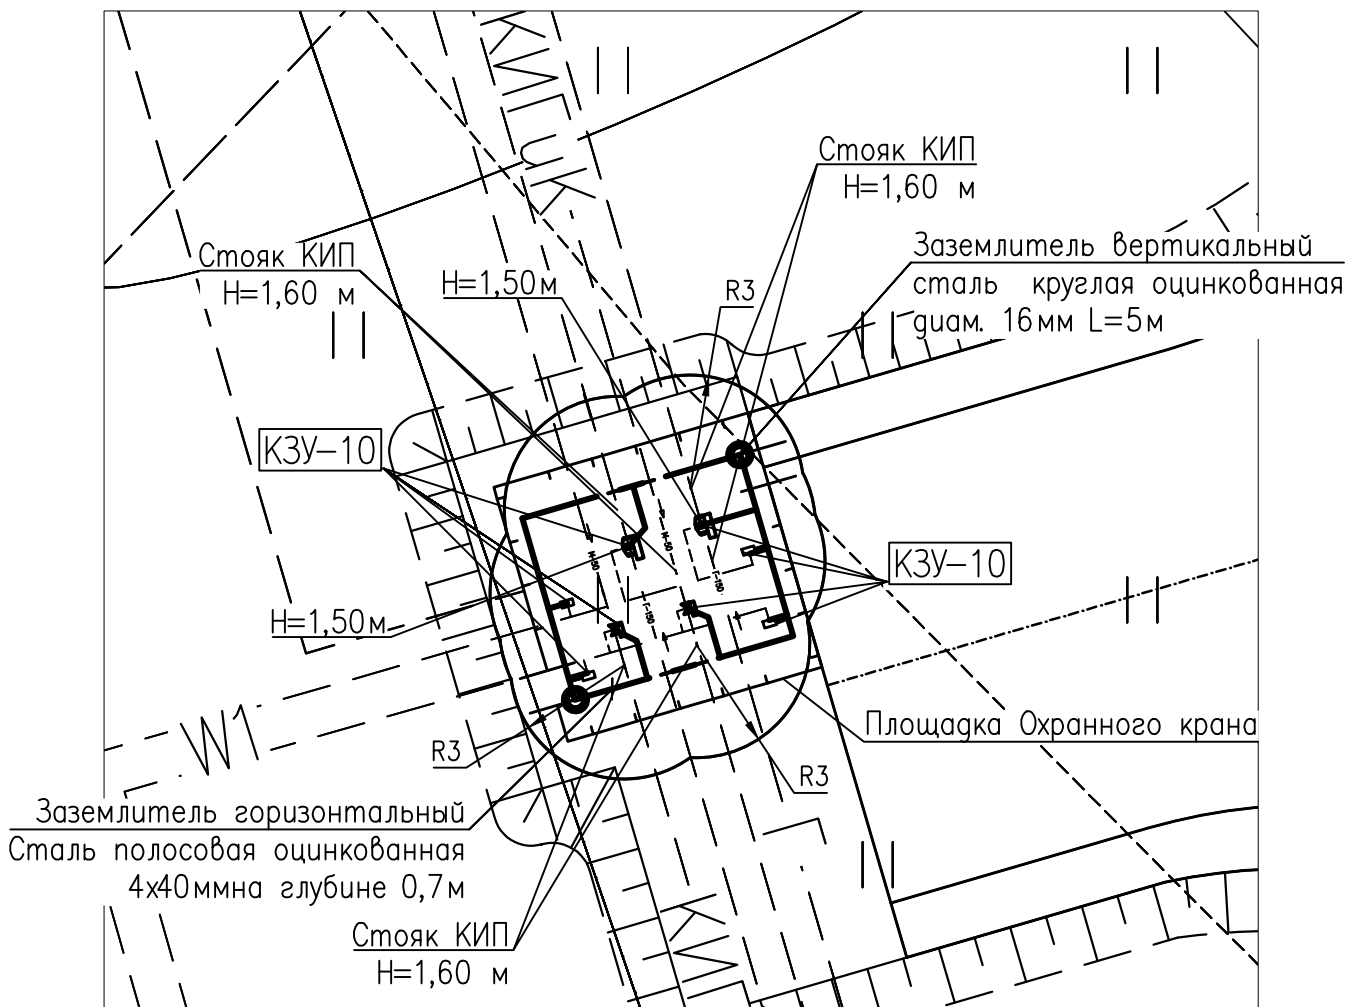 Стояк КИП
H=1,60 м
Заземлитель вертикальный
сталь круглая оцинкованная
диам. 16мм L=5м
Стояк КИП
H=1,60 м
H=1,50м
R3
КЗУ-10
КЗУ-10
H=1,50м
W1
R3
R3
Площадка Охранного крана
Заземлитель горизонтальный
Сталь полосовая оцинкованная
4х40ммна глубине 0,7м
Стояк КИП
H=1,60 м
Г-150
Г-150